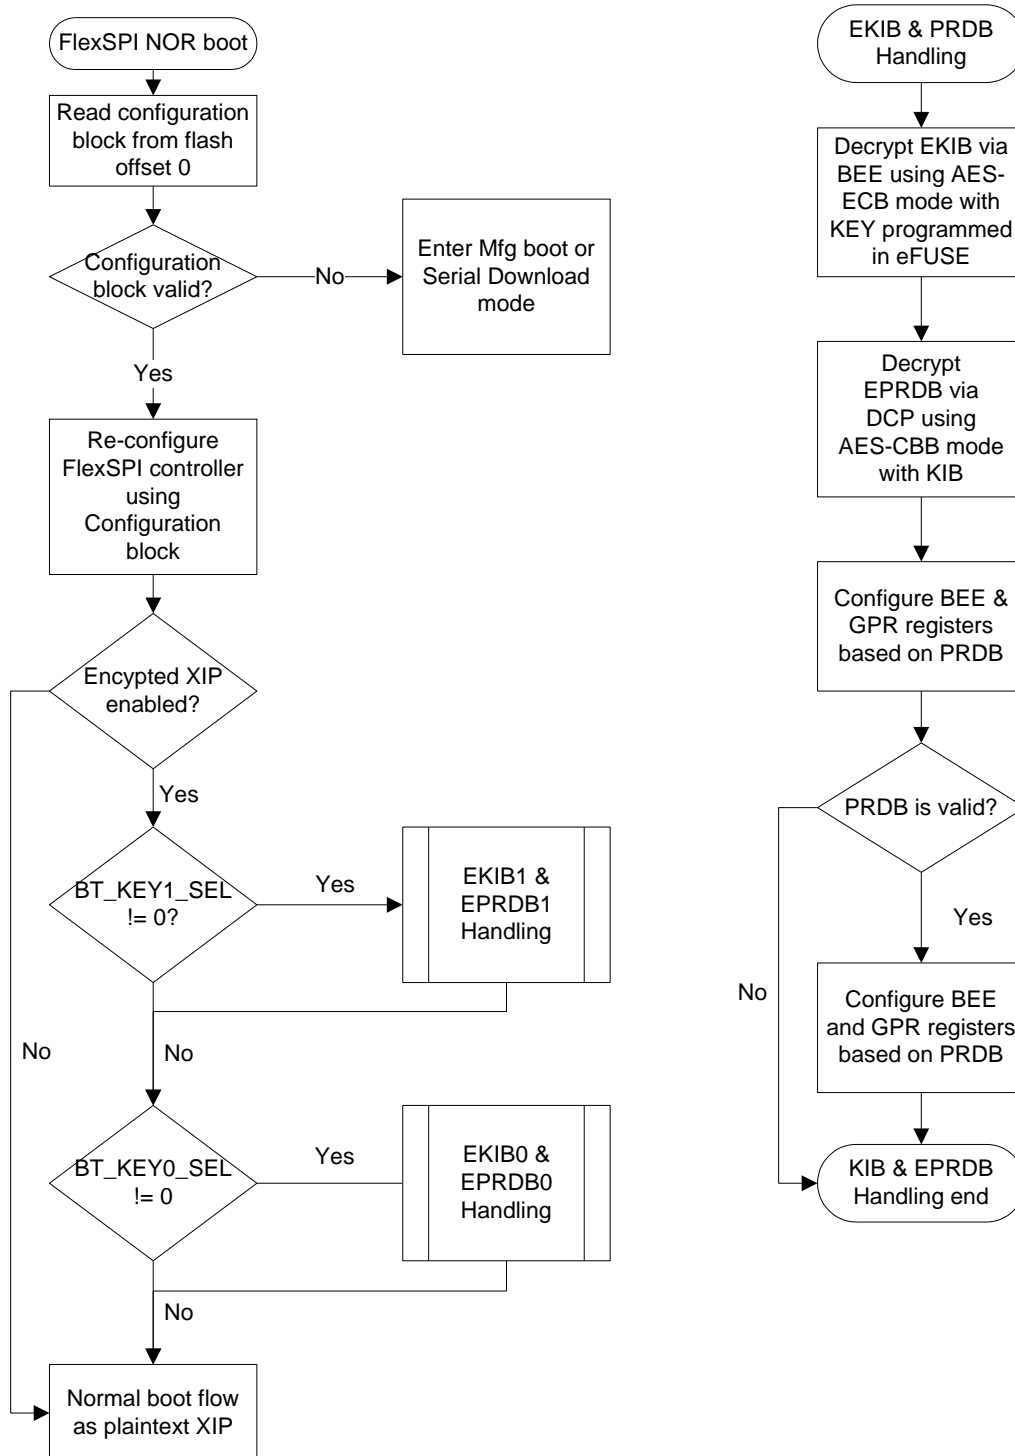 FlexSPI NOR boot
Read configuration
block from flash
offset 0
Configuration
block valid?
No
Enter Mfg boot or
Serial Download
mode
Yes
Re-configure
FlexSPI controller
using
Configuration
block
Encypted XIP
enabled?
Yes
BT_KEY1_SEL
!= 0?
Yes
EKIB1 &
EPRDB1
Handling
No
No
BT_KEY0_SEL
!= 0
Yes
EKIB0 &
EPRDB0
Handling
No
Normal boot flow
as plaintext XIP
EKIB & PRDB
Handling
Decrypt EKIB via
BEE using AES-
ECB mode with
KEY programmed
in eFUSE
Decrypt
EPRDB via
DCP using
AES-CBB mode
with KIB
Configure BEE &
GPR registers
based on PRDB
PRDB is valid?
Yes
No
Configure BEE
and GPR registers
based on PRDB
KIB & EPRDB
Handling end